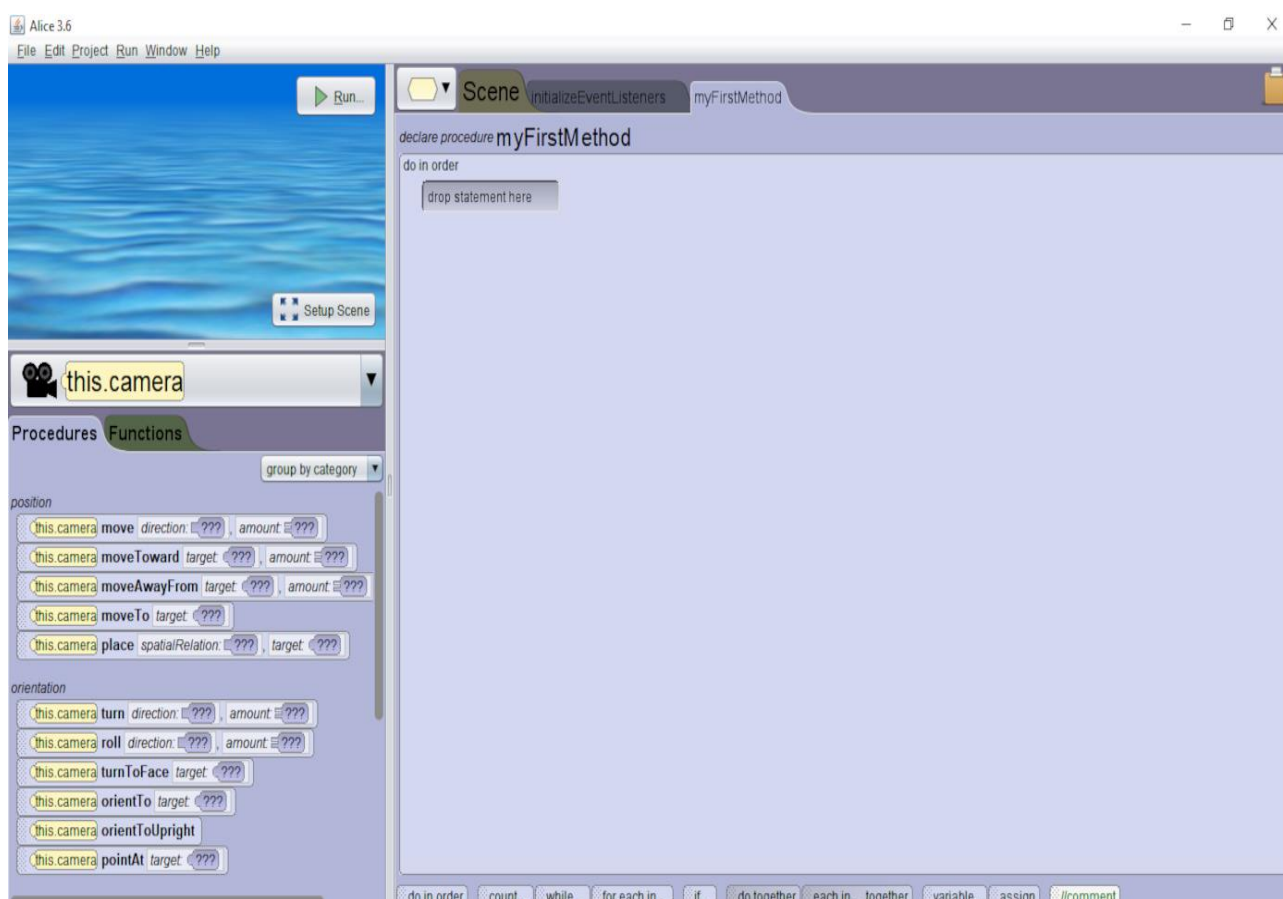 Alice 3.6
File Edit Project Run Window Help
Run...
Setup Scene
this.camera
Procedures Functions
group by category
position
this.camera move direction: ??? , amount: ???
this.camera moveToward target: ??? , amount: ???
this.camera moveAwayFrom target: ??? , amount: ???
this.camera moveTo target: ???
this.camera place spatialRelation: ??? , target: ???
orientation
this.camera turn direction: ??? , amount: ???
this.camera roll direction: ??? , amount: ???
this.camera turnToFace target: ???
this.camera orientTo target: ???
this.camera orientToUpright
this.camera pointAt target: ???
Scene initializeEventListeners myFirstMethod
declare procedure myFirstMethod
do in order
drop statement here
do in order count while for each in if do together each in together variable assign //comment